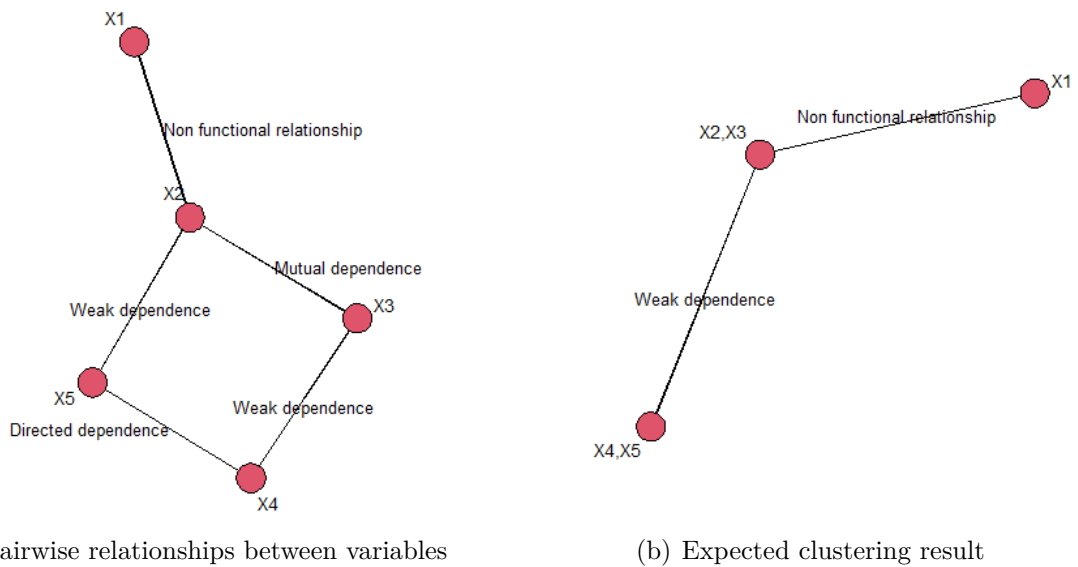 X1
Non functional relationship
X2
Mutual dependence
Weak dependence
X3
X5
Weak dependence
Directed dependence
X4
airwise relationships between variables
X1
Non functional relationship
X2,X3
Weak dependence
X4,X5
(b) Expected clustering result